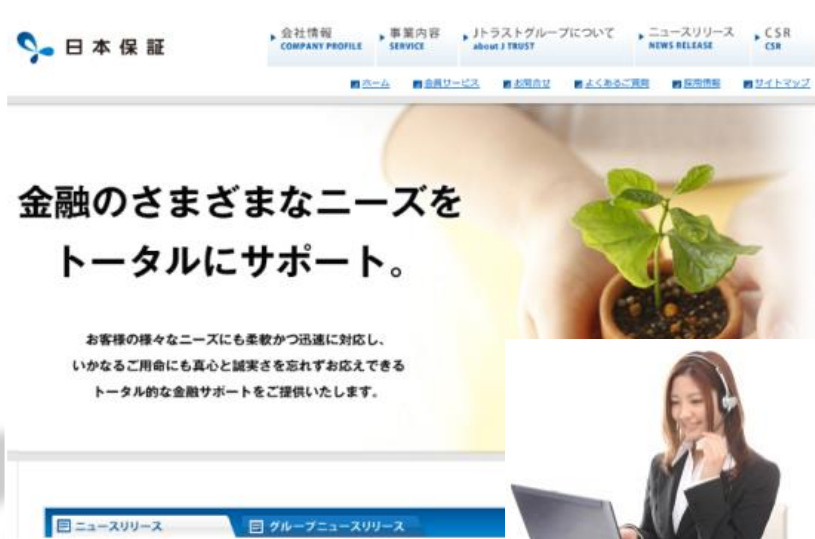 日本保証
会社情報
COMPANY PROFILE
事業内容
SERVICE
Jトラストグループについて
about J TRUST
ニュースリリース
NEWS RELEASE
CSR
CSR
ホーム
会員サービス
お問合せ
よくあるご質問
採用情報
サイトマップ
金融のさまざまなニーズを
トータルにサポート。
お客様の様々なニーズにも柔軟かつ迅速に対応し、
いかなるご用命にも真心と誠実さを忘れずお応えできる
トータル的な金融サポートをご提供いたします。
ニュースリリース
グループニュースリリース